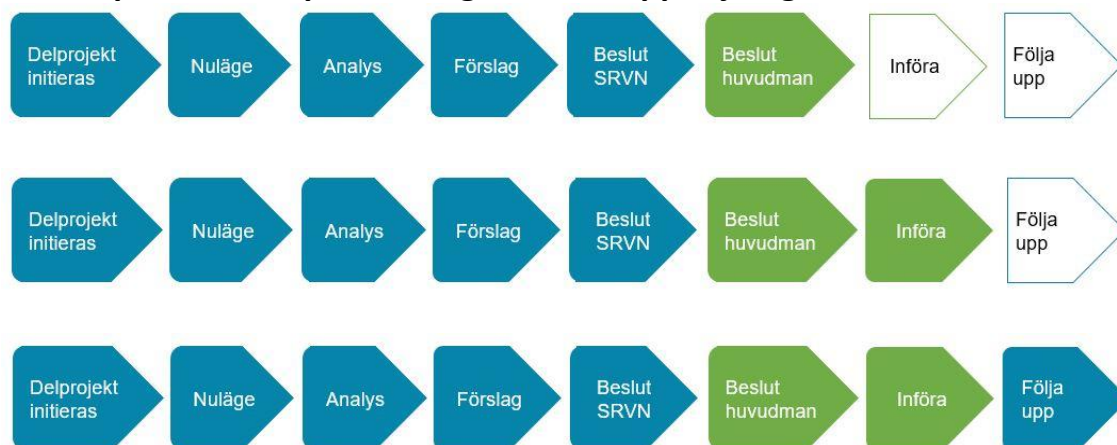 Delprojekt
initieras
Nuläge
Analys
Förslag
Beslut
SRVN
Beslut
huvudman
Införa
Följa
upp
Delprojekt
initieras
Nuläge
Analys
Förslag
Beslut
SRVN
Beslut
huvudman
Införa
Följa
upp
Delprojekt
initieras
Nuläge
Analys
Förslag
Beslut
SRVN
Beslut
huvudman
Införa
Följa
upp